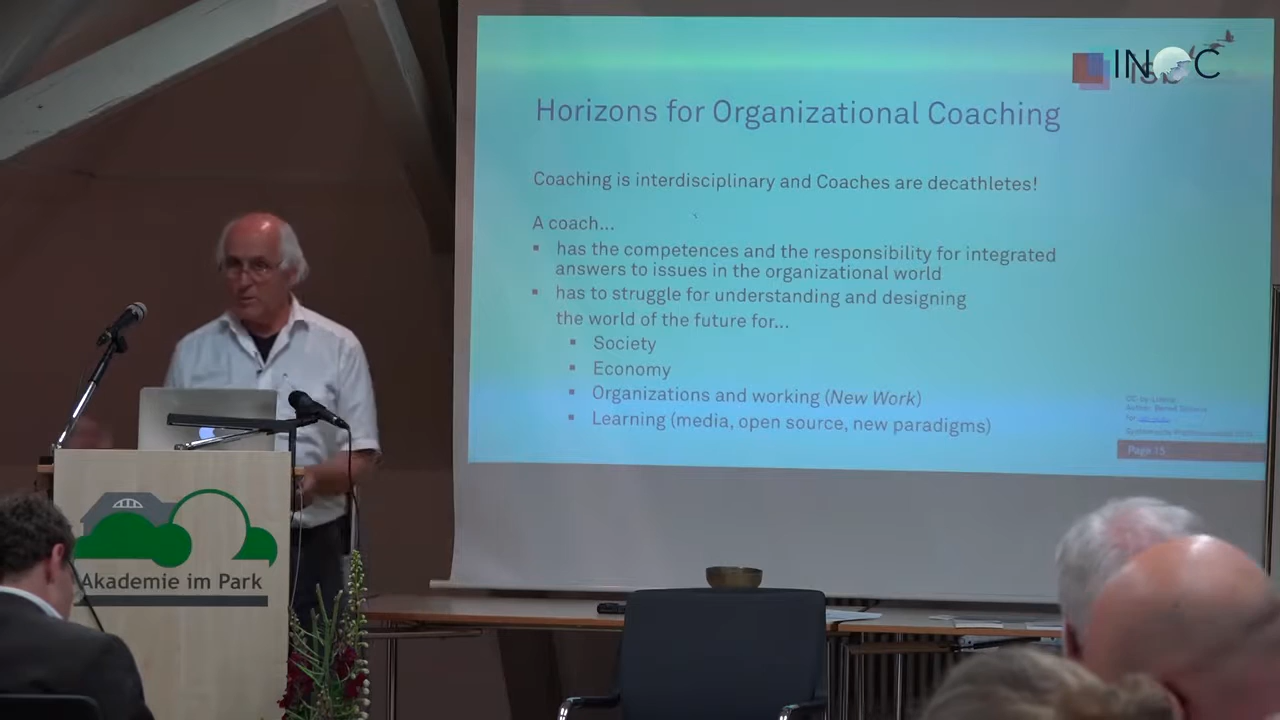 INOC
isb
Horizons for Organizational Coaching
Coaching is interdisciplinary and Coaches are decathletes!
A coach...
▪ has the competences and the responsibility for integrated
answers to issues in the organizational world
▪ has to struggle for understanding and designing
the world of the future for...
▪ Society
▪ Economy
▪ Organizations and working (New Work)
▪ Learning (media, open source, new paradigms)
Page 15
Akademie im Park